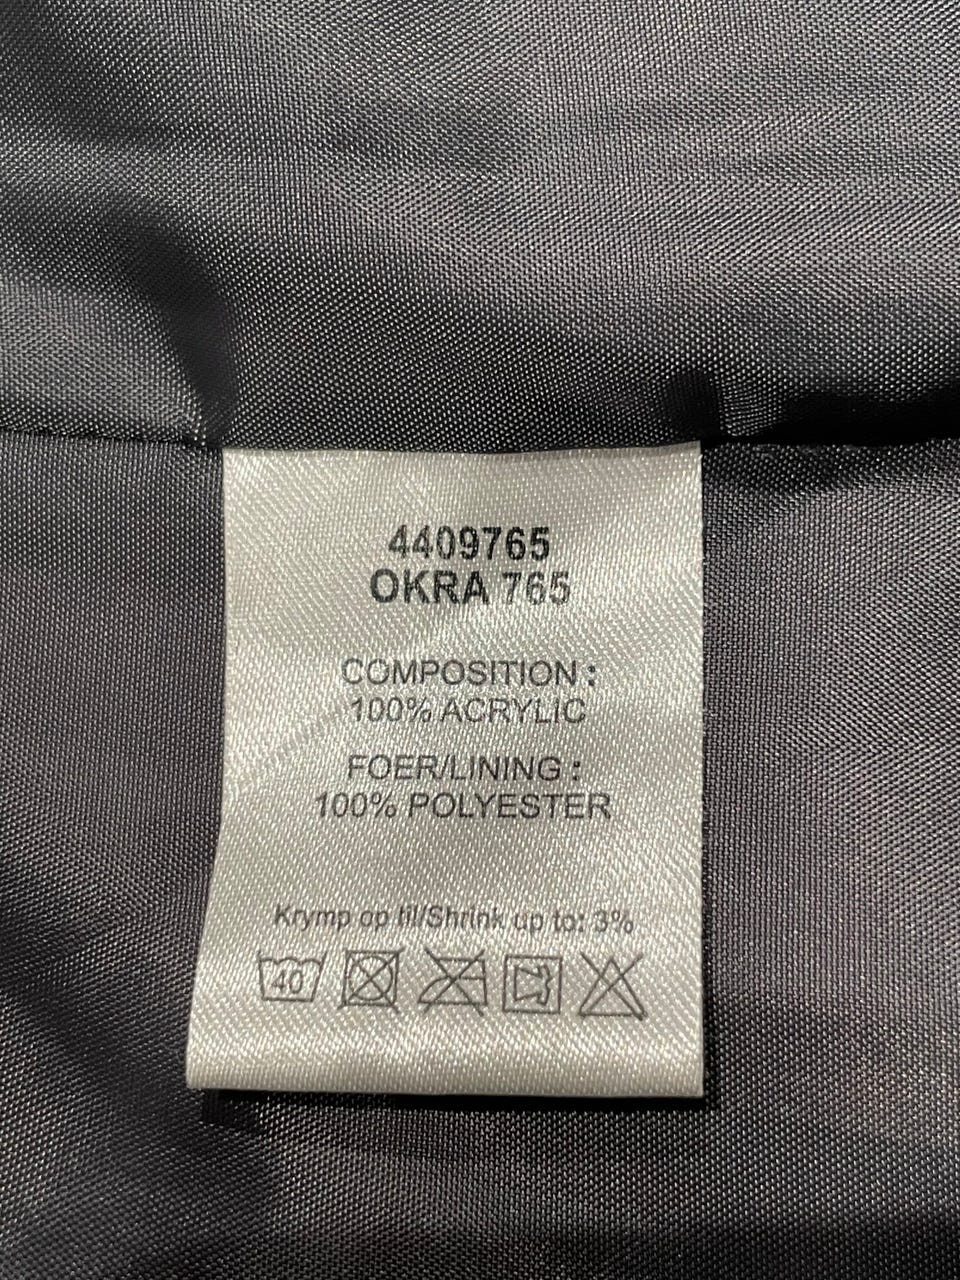 4409765
OKRA 765
COMPOSITION :
100% ACRYLIC
FOER/LINING :
100% POLYESTER
Krymp op til/Shrink up to: 3%
40